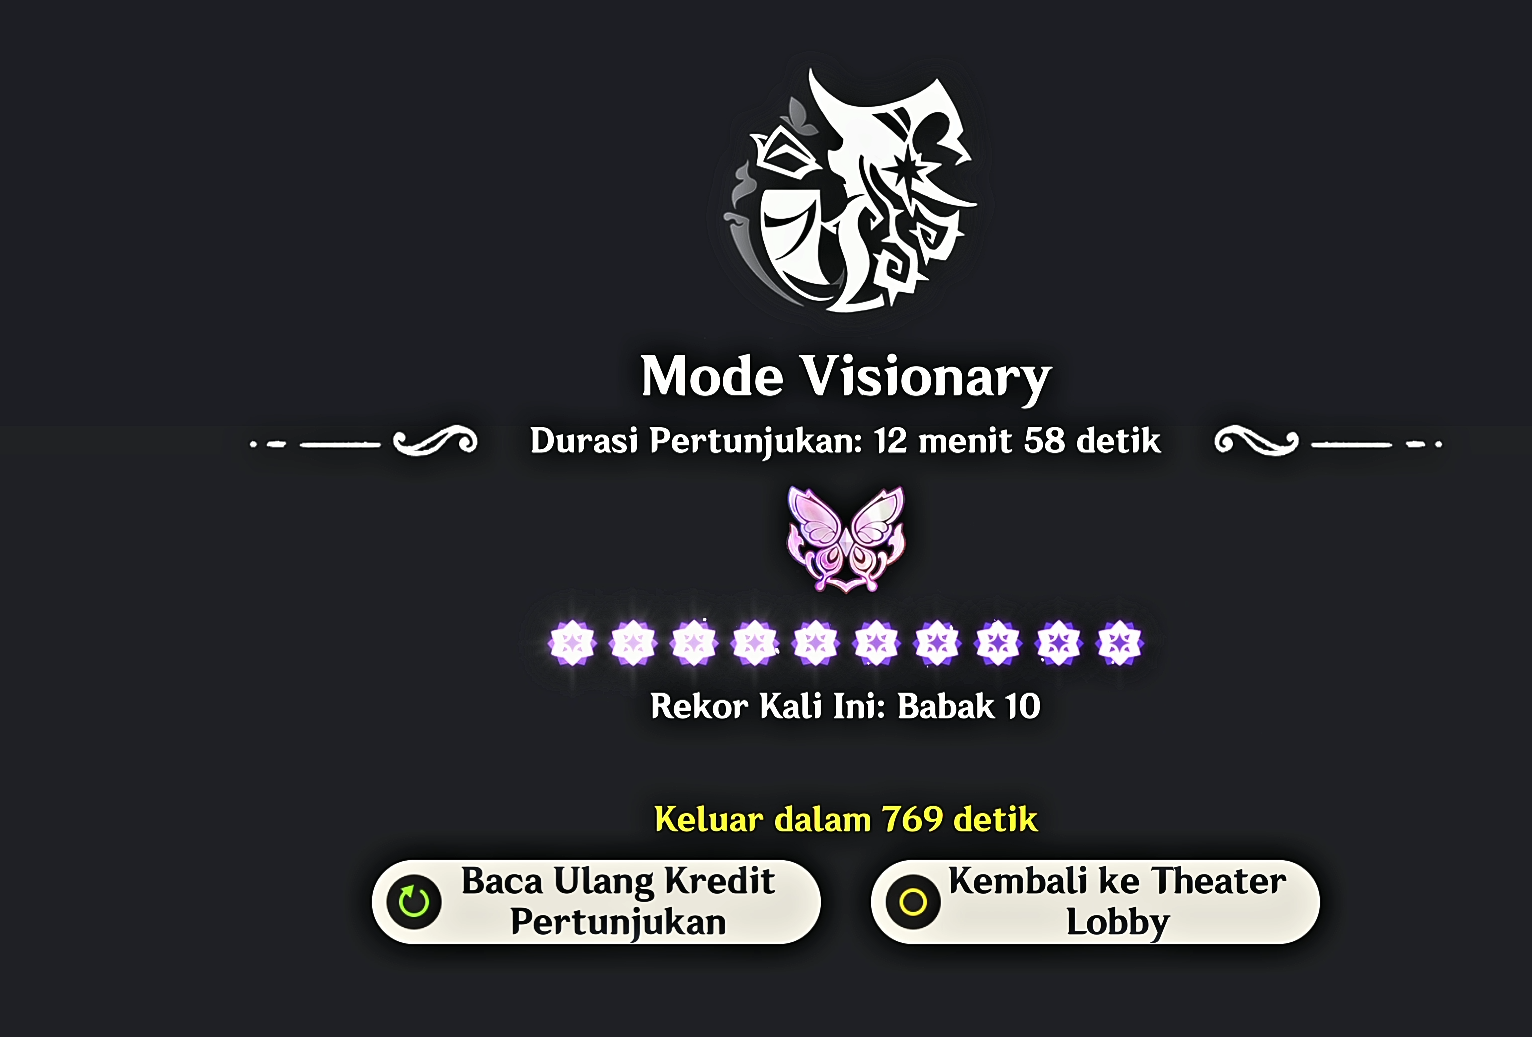 Mode Visionary
Durasi Pertunjukan: 12 menit 58 detik
Rekor Kali Ini: Babak 10
Keluar dalam 769 detik
Baca Ulang Kredit
Pertunjukan
Kembali ke Theater
Lobby